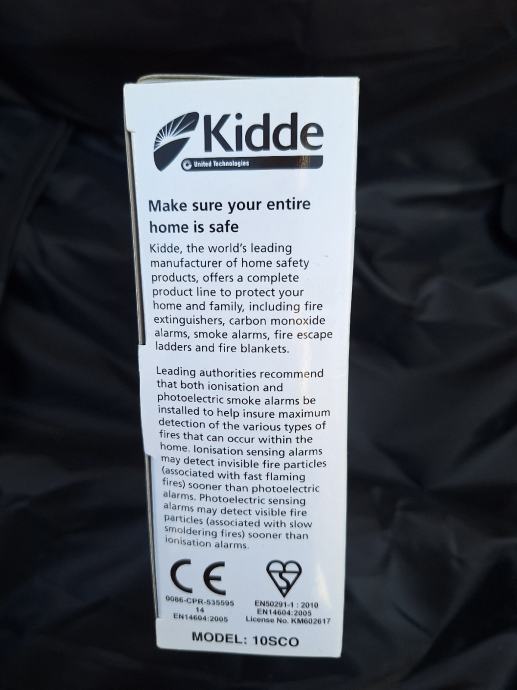 Kidde
United Technologies
Make sure your entire
home is safe
Kidde, the world's leading
manufacturer of home safety
products, offers a complete
product line to protect your
home and family, including fire
extinguishers, carbon monoxide
alarms, smoke alarms, fire escape
ladders and fire blankets.
Leading authorities recommend
that both ionisation and
photoelectric smoke alarms be
installed to help insure maximum
detection of the various types of
fires that can occur within the
home. Ionisation sensing alarms
may detect invisible fire particles
(associated with fast flaming
fires) sooner than photoelectric
alarms. Photoelectric sensing
alarms may detect visible fire
particles (associated with slow
smoldering fires) sooner than
ionisation alarms.
CE
0086-CPR-535595
14
EN14604:2005
EN50291-1 : 2010
EN14604:2005
License No. KM602617
MODEL: 10SCO